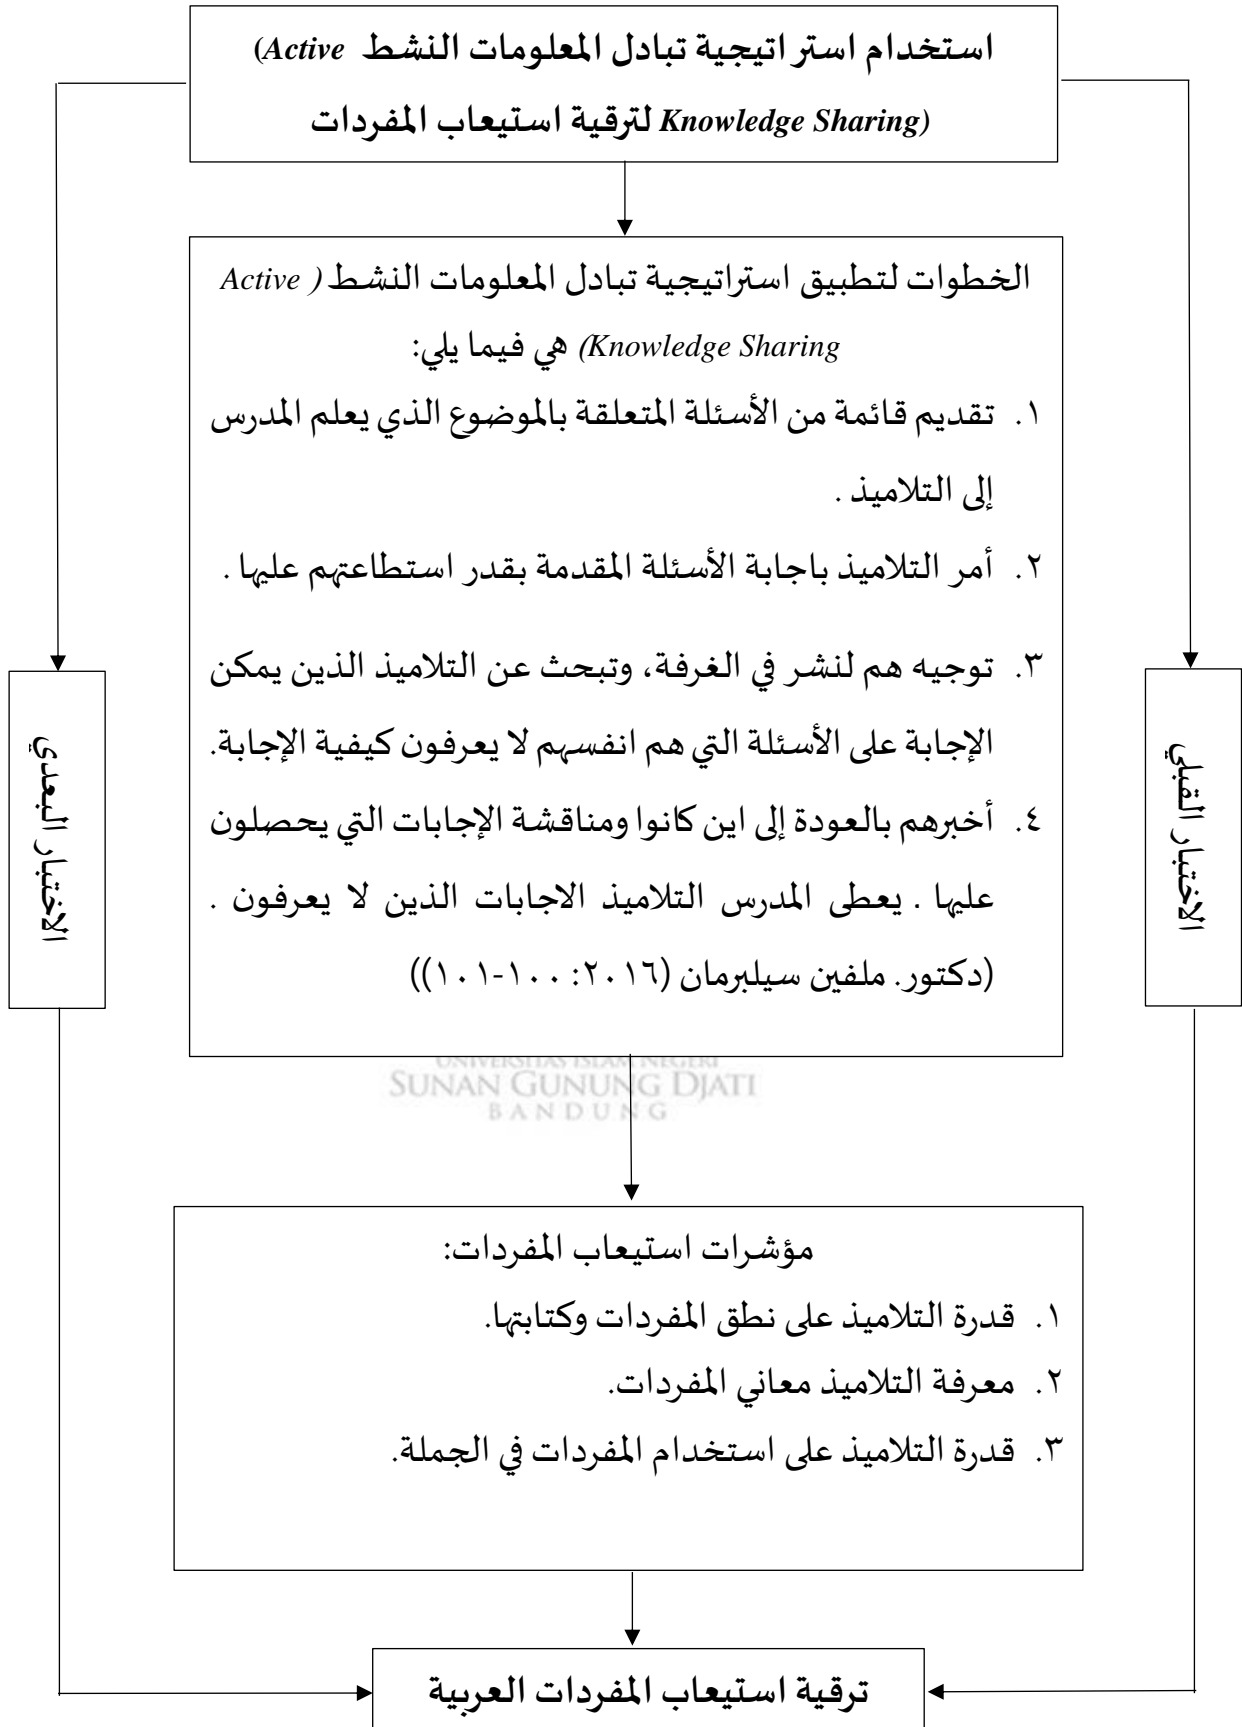 استخدام استراتيجية تبادل المعلومات النشط (Active
Knowledge Sharing) لترقية استيعاب المفردات
الخطوات لتطبيق استراتيجية تبادل المعلومات النشط (Active
Knowledge Sharing) هي فيما يلي:
١. تقديم قائمة من الأسئلة المتعلقة بالموضوع الذي يعلم المدرس
إلى التلاميذ .
٢. أمر التلاميذ باجابة الأسئلة المقدمة بقدر استطاعتهم عليها .
٣. توجيه هم لنشر في الغرفة، وتبحث عن التلاميذ الذين يمكن
الإجابة على الأسئلة التي هم انفسهم لا يعرفون كيفية الإجابة.
٤. أخبرهم بالعودة إلى اين كانوا ومناقشة الإجابات التي يحصلون
عليها . يعطى المدرس التلاميذ الاجابات الذين لا يعرفون .
(دكتور. ملفين سيلبرمان (٢٠١٦: ١٠٠-١٠١))
الاختبار القبلي
الاختبار البعدي
UNIVERSITAS ISLAM NEGERI
SUNAN GUNUNG DJATI
BANDUNG
مؤشرات استيعاب المفردات:
١. قدرة التلاميذ على نطق المفردات وكتابتها.
٢. معرفة التلاميذ معاني المفردات.
٣. قدرة التلاميذ على استخدام المفردات في الجملة.
ترقية استيعاب المفردات العربية